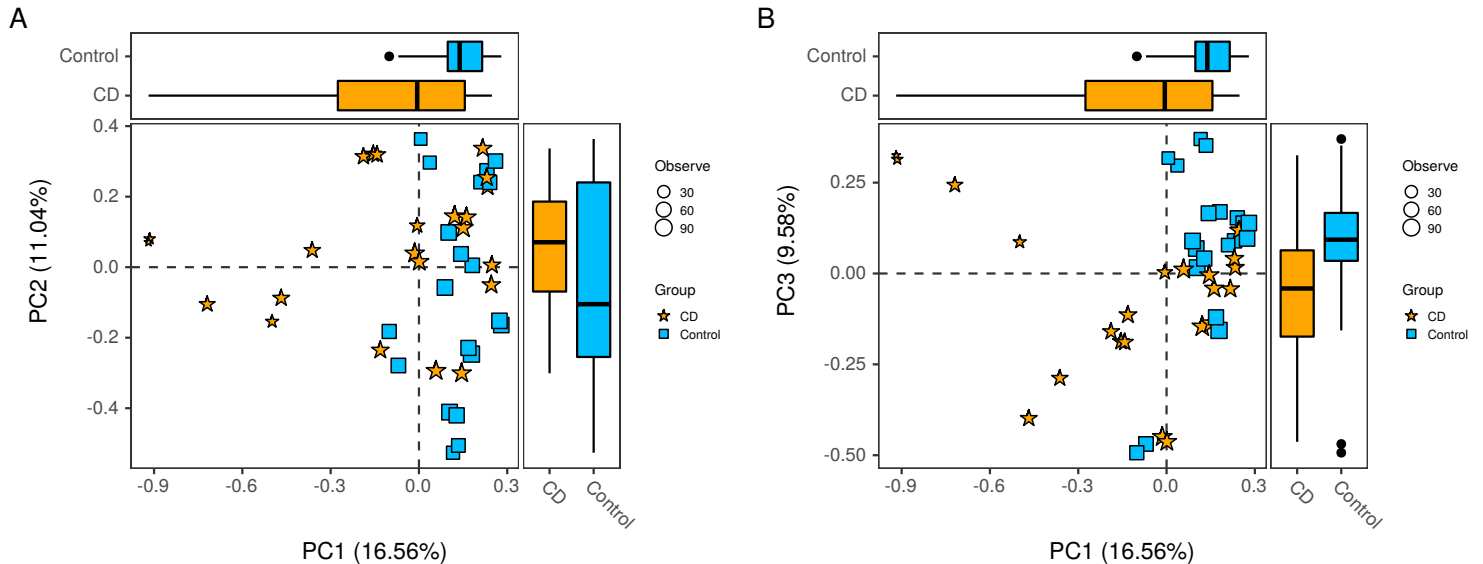 A
Control
CD
0.4
0.2
0.0
-0.2
-0.4
PC2 (11.04%)
-0.9
-0.6
-0.3
0.0
0.3
PC1 (16.56%)
CD
Control
Observe
30
60
90
Group
CD
Control
B
Control
CD
0.25
0.00
-0.25
-0.50
PC3 (9.58%)
-0.9
-0.6
-0.3
0.0
0.3
PC1 (16.56%)
CD
Control
Observe
30
60
90
Group
CD
Control